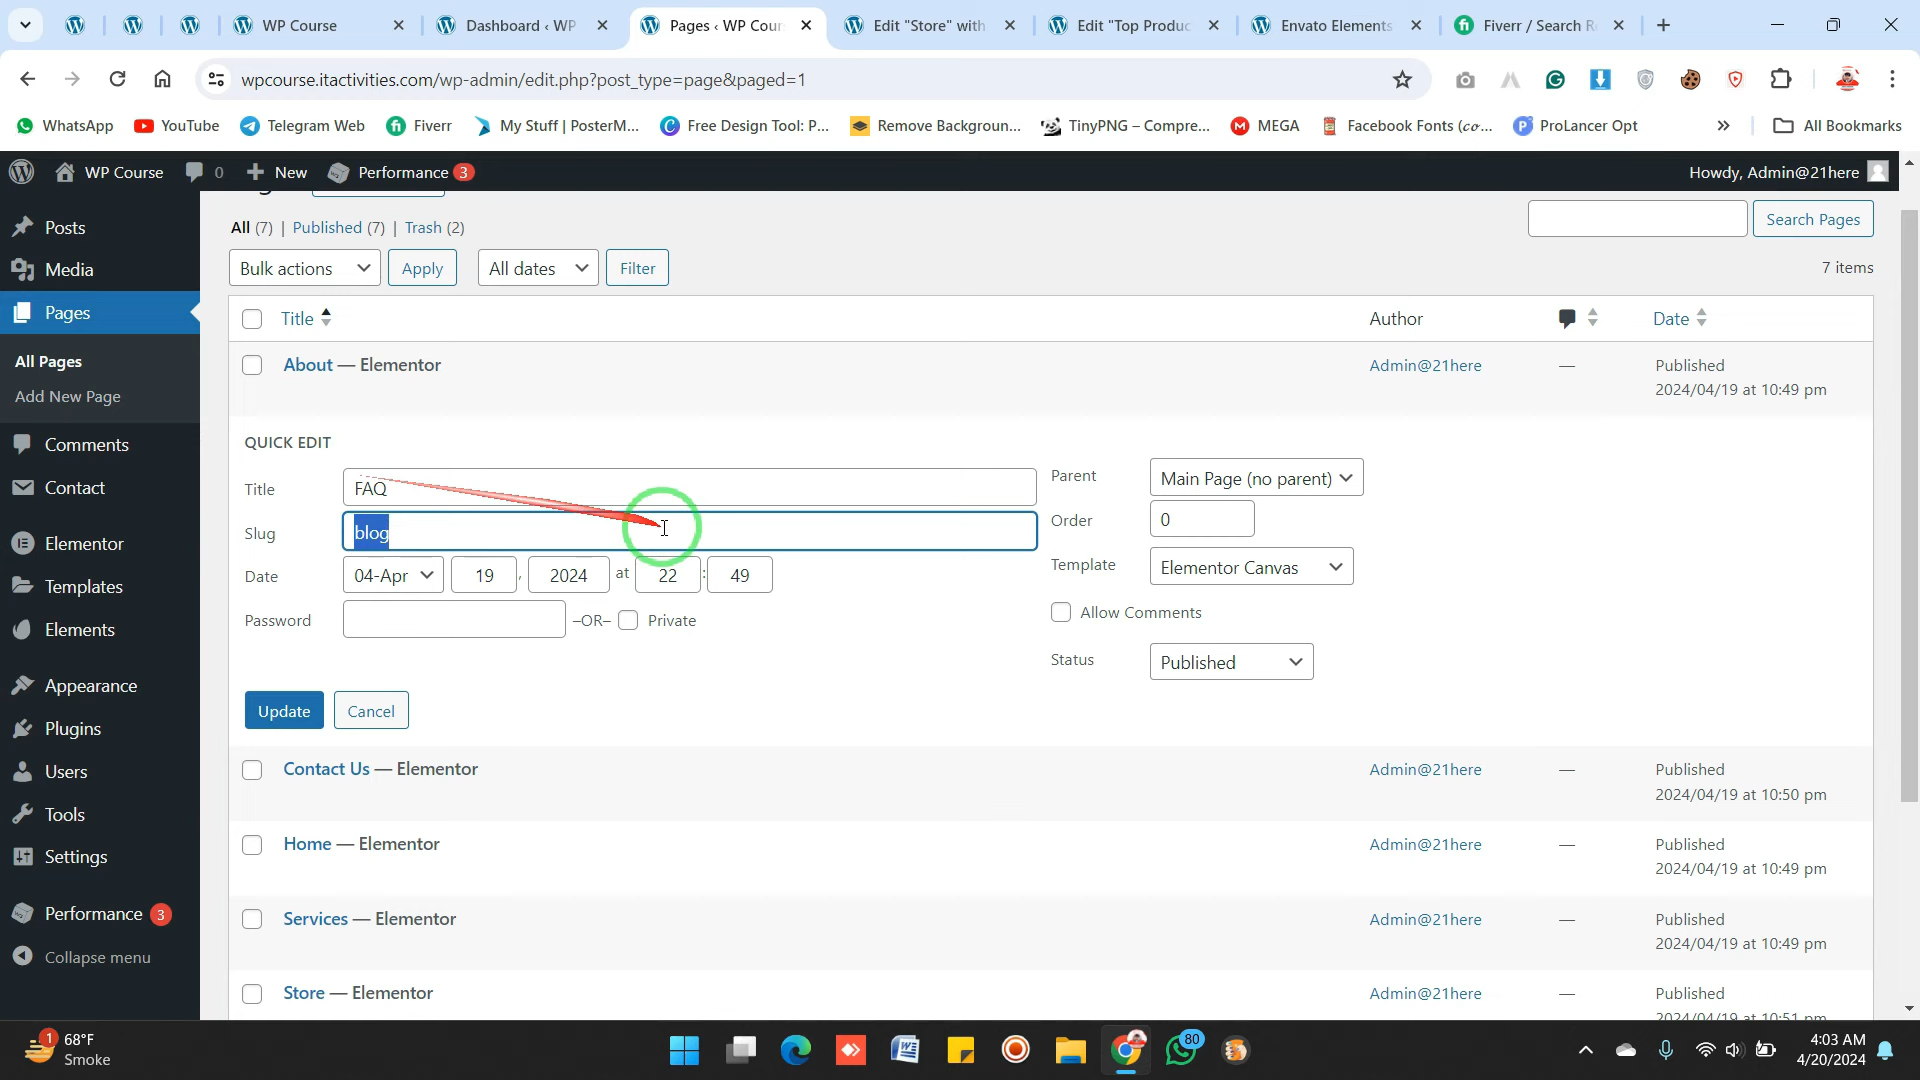 WP Course
Dashboard ‹ WP
Pages ‹ WP Cour
Edit "Store" with
Edit "Top Produc
Envato Elements
Fiverr / Search R
wpcourse.itactivities.com/wp-admin/edit.php?post_type=page&paged=1
WhatsApp
YouTube
Telegram Web
Fiverr
My Stuff | PosterM...
Free Design Tool: P...
Remove Backgroun...
TinyPNG – Compre...
MEGA
Facebook Fonts (co...
ProLancer Opt
All Bookmarks
WP Course
0
New
Performance 3
Howdy, Admin@21here
Posts
Media
Pages
All Pages
Add New Page
Comments
Contact
Elementor
Templates
Elements
Appearance
Plugins
Users
Tools
Settings
Performance 3
Collapse menu
All (7) | Published (7) | Trash (2)
Search Pages
Bulk actions
Apply
All dates
Filter
7 items
Title
Author
Date
About — Elementor
Admin@21here
—
Published
2024/04/19 at 10:49 pm
QUICK EDIT
Title
FAQ
Slug
blog
Date
04-Apr
19
,
2024
at
22
:
49
Password
–OR–
Private
Parent
Main Page (no parent)
Order
0
Template
Elementor Canvas
Allow Comments
Status
Published
Update
Cancel
Contact Us — Elementor
Admin@21here
—
Published
2024/04/19 at 10:50 pm
Home — Elementor
Admin@21here
—
Published
2024/04/19 at 10:49 pm
Services — Elementor
Admin@21here
—
Published
2024/04/19 at 10:49 pm
Store — Elementor
Admin@21here
—
Published
2024/04/19 at 10:51 pm
1
68°F
Smoke
80
4:03 AM
4/20/2024